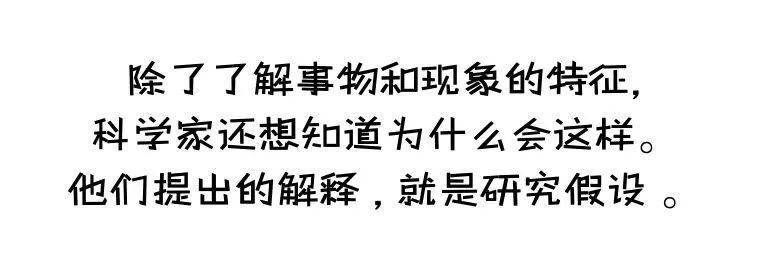 除了了解事物和现象的特征,
科学家还想知道为什么会这样。
他们提出的解释,就是研究假设。